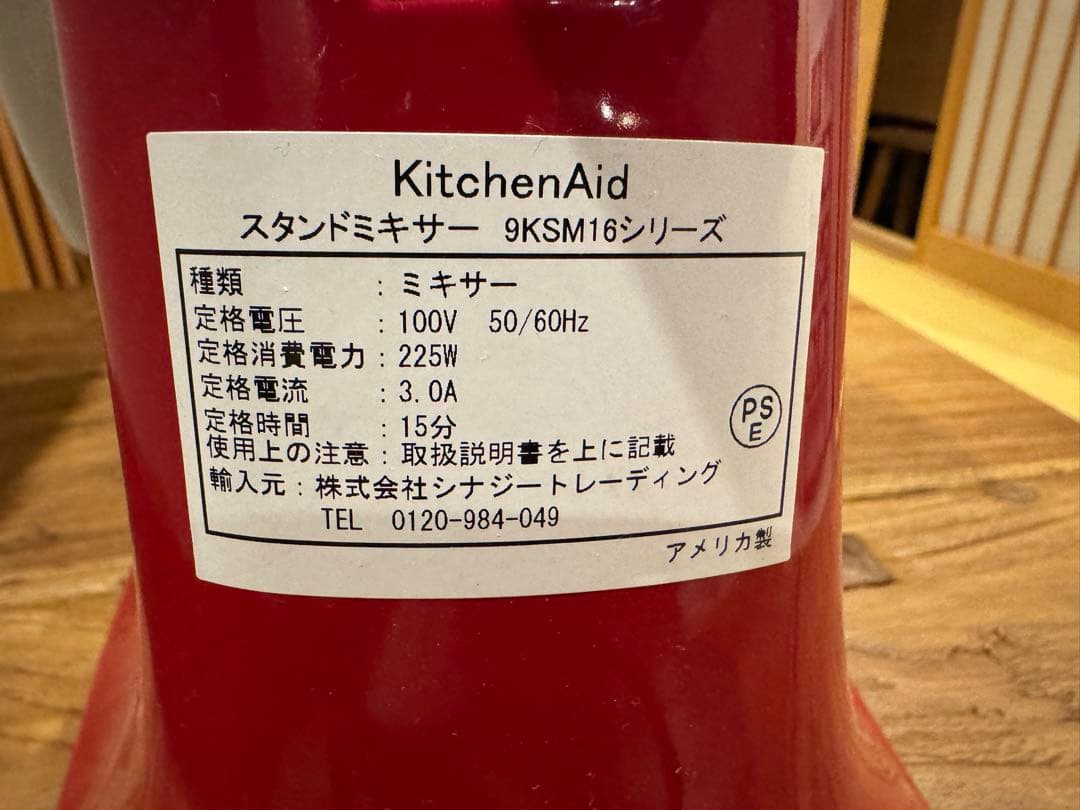 KitchenAid
スタンドミキサー 9KSM16シリーズ
種類 : ミキサー
定格電圧 : 100V 50/60Hz
定格消費電力 : 225W
定格電流 : 3.0A
定格時間 : 15分
使用上の注意 : 取扱説明書を上に記載
輸入元 : 株式会社シナジートレーディング
TEL 0120-984-049
PS
E
アメリカ製